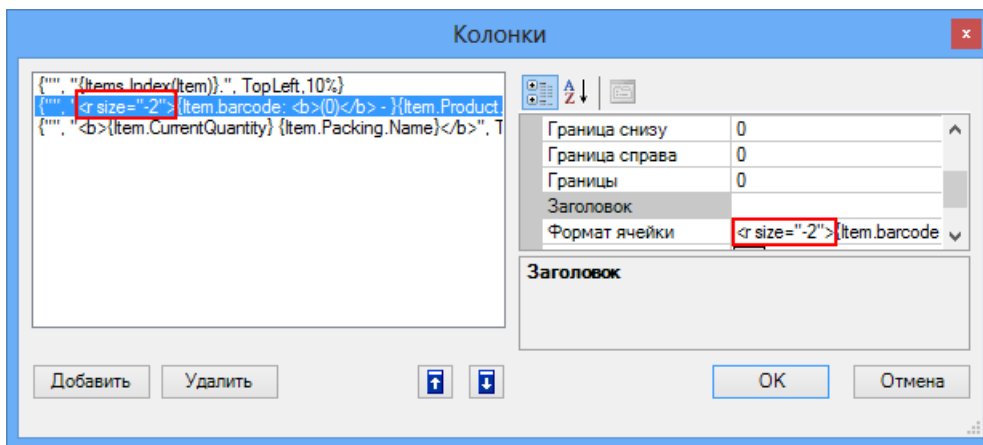 Колонки
x
{"", "{Items.Index(Item)}.", TopLeft,10%}
{"", "<r size="-2">{Item.barcode: <b>(0)</b> - }{Item.Product.
{"", "<b>{Item.CurrentQuantity} {Item.Packing.Name}</b>", T
A
Z
Граница снизу 0
Граница справа 0
Границы 0
Заголовок
Формат ячейки <r size="-2">{Item.barcode
Заголовок
Добавить Удалить OK Отмена